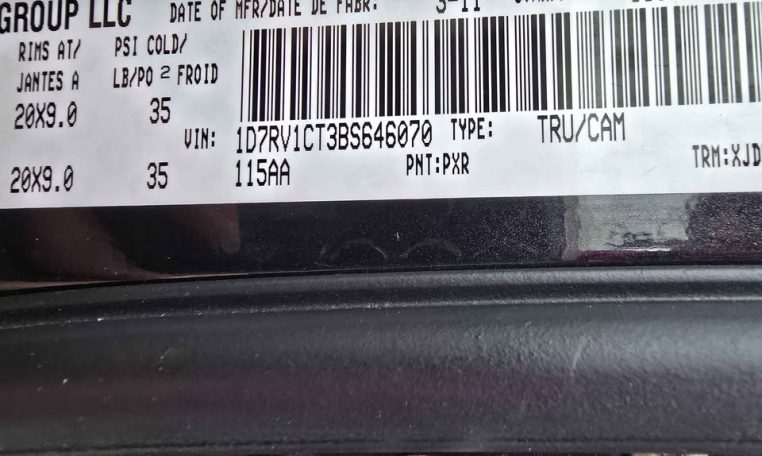 GROUP LLC DATE OF MFR/DATE DE FABR: 3-11
RIMS AT/ PSI COLD/
JANTES A LB/PO 2 FROID
20X9.0 35
VIN: 1D7RV1CT3BS646070 TYPE: TRU/CAM
20X9.0 35 115AA PNT:PXR TRM:XJD